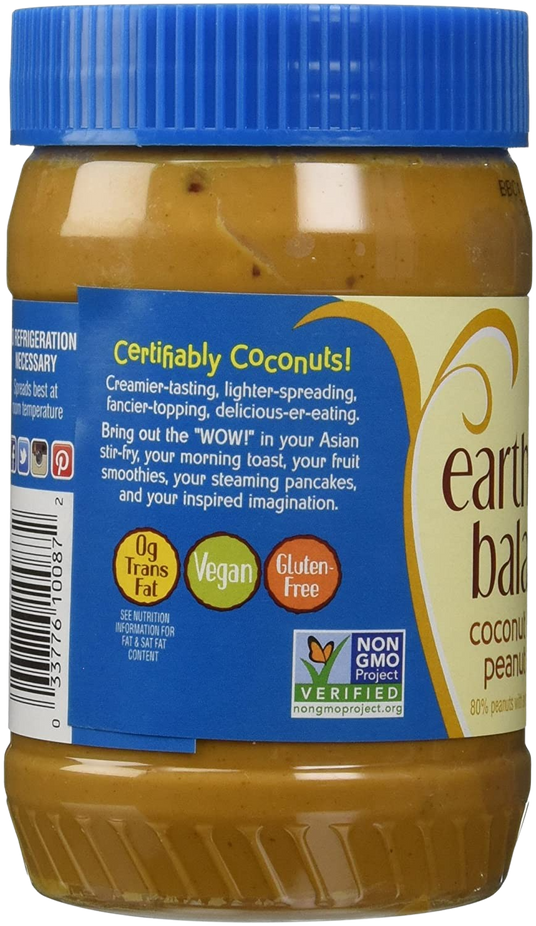 BBC
REFRIGERATION
NECESSARY
Spreads best at
room temperature
Certifiably Coconuts!
Creamier-tasting, lighter-spreading,
fancier-topping, delicious-er-eating.
Bring out the "WOW!" in your Asian
stir-fry, your morning toast, your fruit
smoothies, your steaming pancakes,
and your inspired imagination.
0g
Trans
Fat
Vegan
Gluten-
Free
SEE NUTRITION
INFORMATION FOR
FAT & SAT FAT
CONTENT
NON
GMO
Project
VERIFIED
nongmoproject.org
0 33776 10087 2
earth
bala
coconut
peanut
80% peanuts with